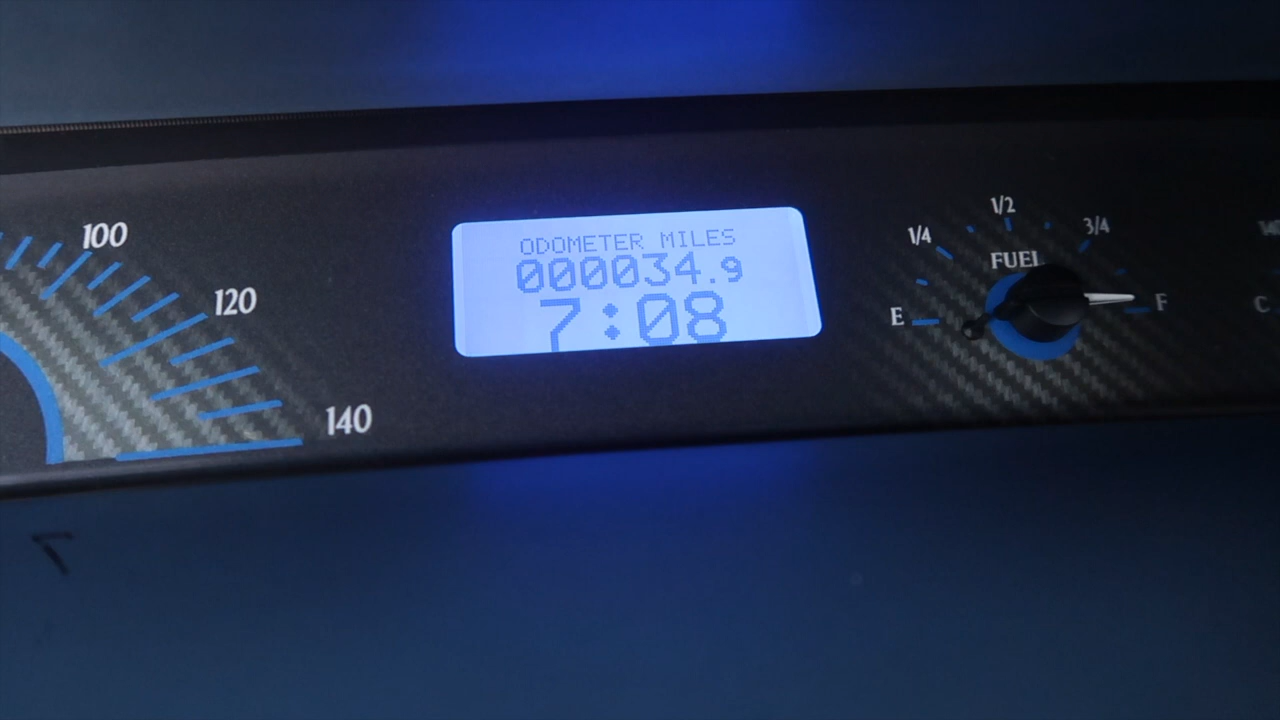 100
120
140
ODOMETER MILES
000034.9
7:08
1/4
1/2
3/4
FUEL
E
F
C